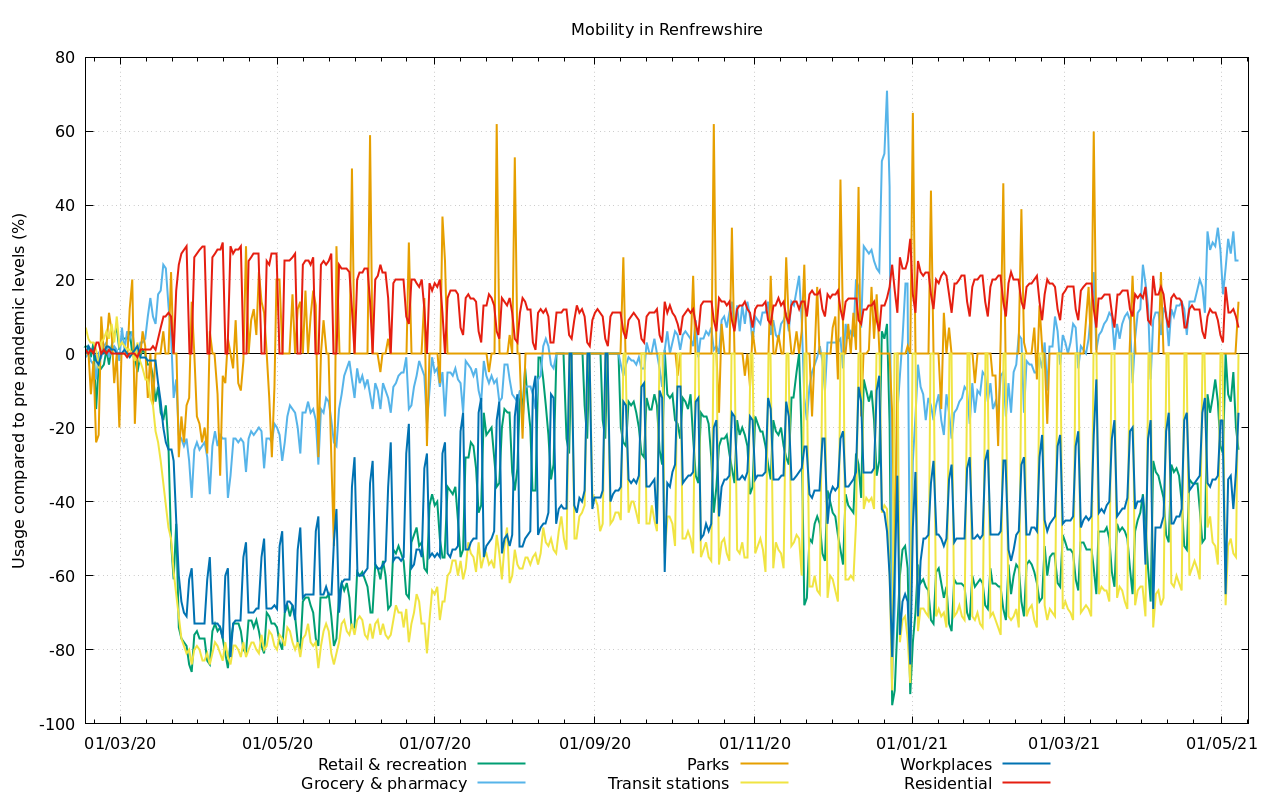 Mobility in Renfrewshire
Usage compared to pre pandemic levels (%)
80
60
40
20
0
-20
-40
-60
-80
-100
01/03/20 01/05/20 01/07/20 01/09/20 01/11/20 01/01/21 01/03/21 01/05/21
Retail & recreation Parks Workplaces
Grocery & pharmacy Transit stations Residential